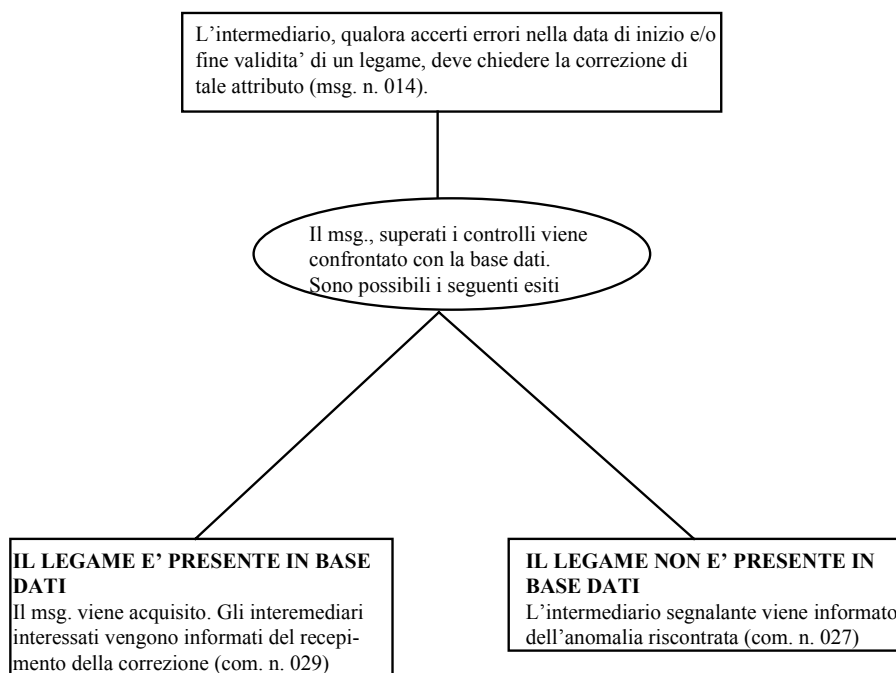 L’intermediario, qualora accerti errori nella data di inizio e/o
fine validita’ di un legame, deve chiedere la correzione di
tale attributo (msg. n. 014).
Il msg., superati i controlli viene
confrontato con la base dati.
Sono possibili i seguenti esiti
IL LEGAME E’ PRESENTE IN BASE
DATI
Il msg. viene acquisito. Gli interemediari
interessati vengono informati del recepi-
mento della correzione (com. n. 029)
IL LEGAME NON E’ PRESENTE IN
BASE DATI
L’intermediario segnalante viene informato
dell’anomalia riscontrata (com. n. 027)